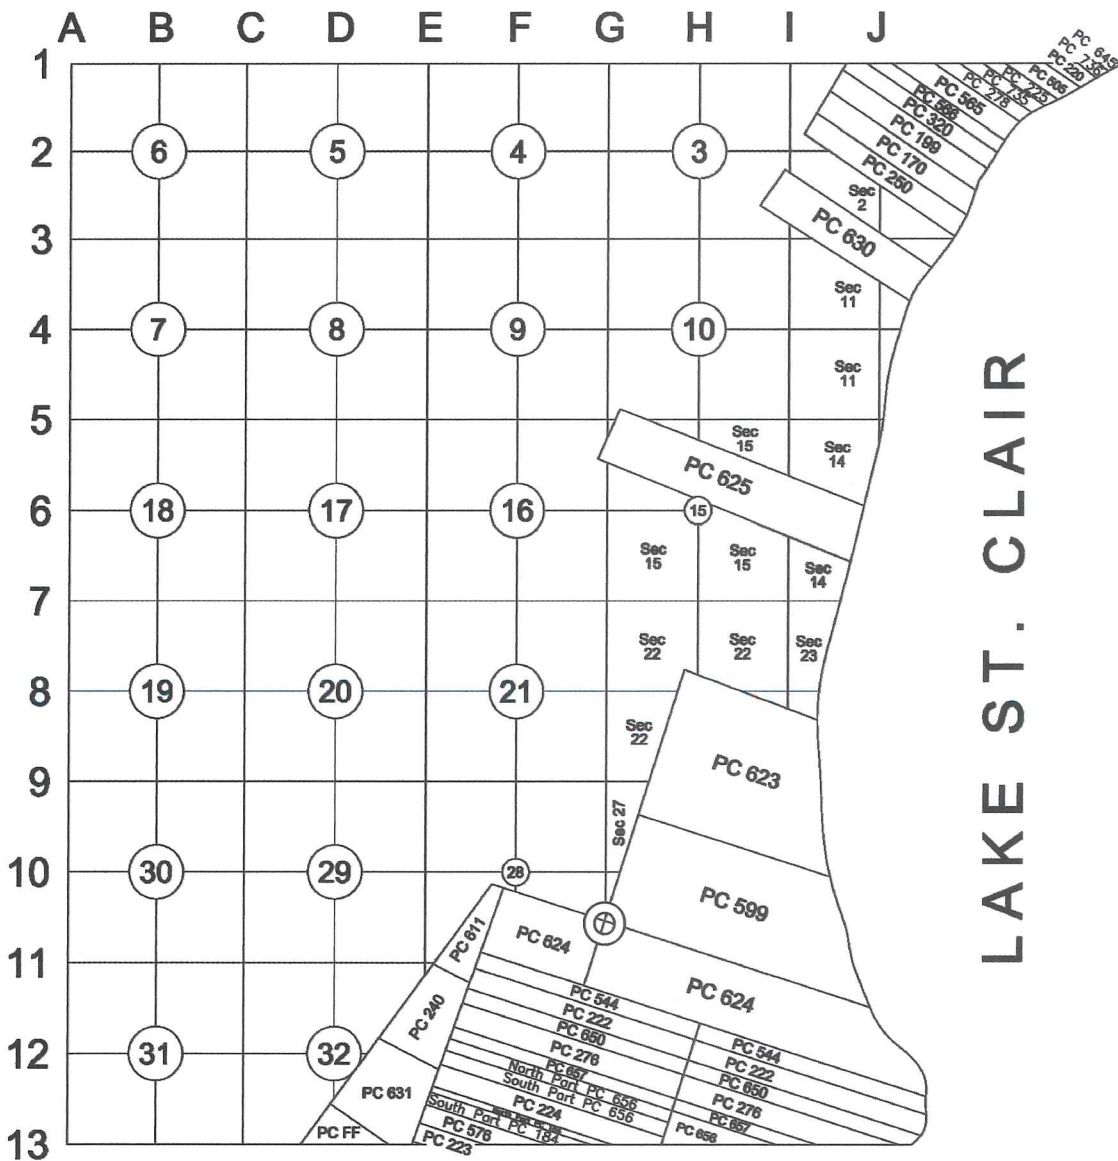 A B C D E F G H I J
PC 645
PC 736
PC 220
PC 505
PC 225
PC 735
PC 278
PC 565
PC 566
PC 320
PC 199
PC 170
PC 250
1
2
6 5 4 3
Sec
2
PC 630
3
Sec
11
4
7 8 9 10
Sec
11
5
Sec
15
Sec
14
PC 625
6
18 17 16 15
Sec
15
Sec
15
Sec
14
7
Sec
22
Sec
22
Sec
23
8
19 20 21
Sec
22
PC 623
9
Sec 27
10
30 29 28
PC 599
PC 611
PC 624
11
PC 624
PC 240
PC 544
PC 222
PC 650
PC 276
PC 657
North Part PC 656
South Part PC 656
PC 544
PC 222
PC 650
PC 276
PC 657
PC 656
12
31 32
PC 631
PC 224
South Part PC 184
PC 576
PC 223
PC FF
13
LAKE ST. CLAIR